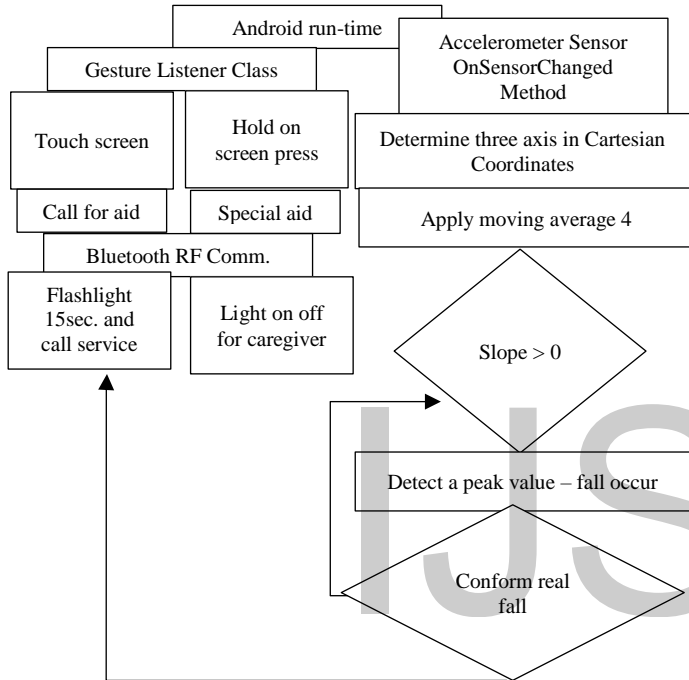 Android run-time
Gesture Listener Class
Touch screen
Hold on
screen press
Call for aid
Special aid
Bluetooth RF Comm.
Flashlight
15sec. and
call service
Light on off
for caregiver
Accelerometer Sensor
OnSensorChanged
Method
Determine three axis in Cartesian
Coordinates
Apply moving average 4
Slope > 0
Detect a peak value – fall occur
Conform real
fall
IJS